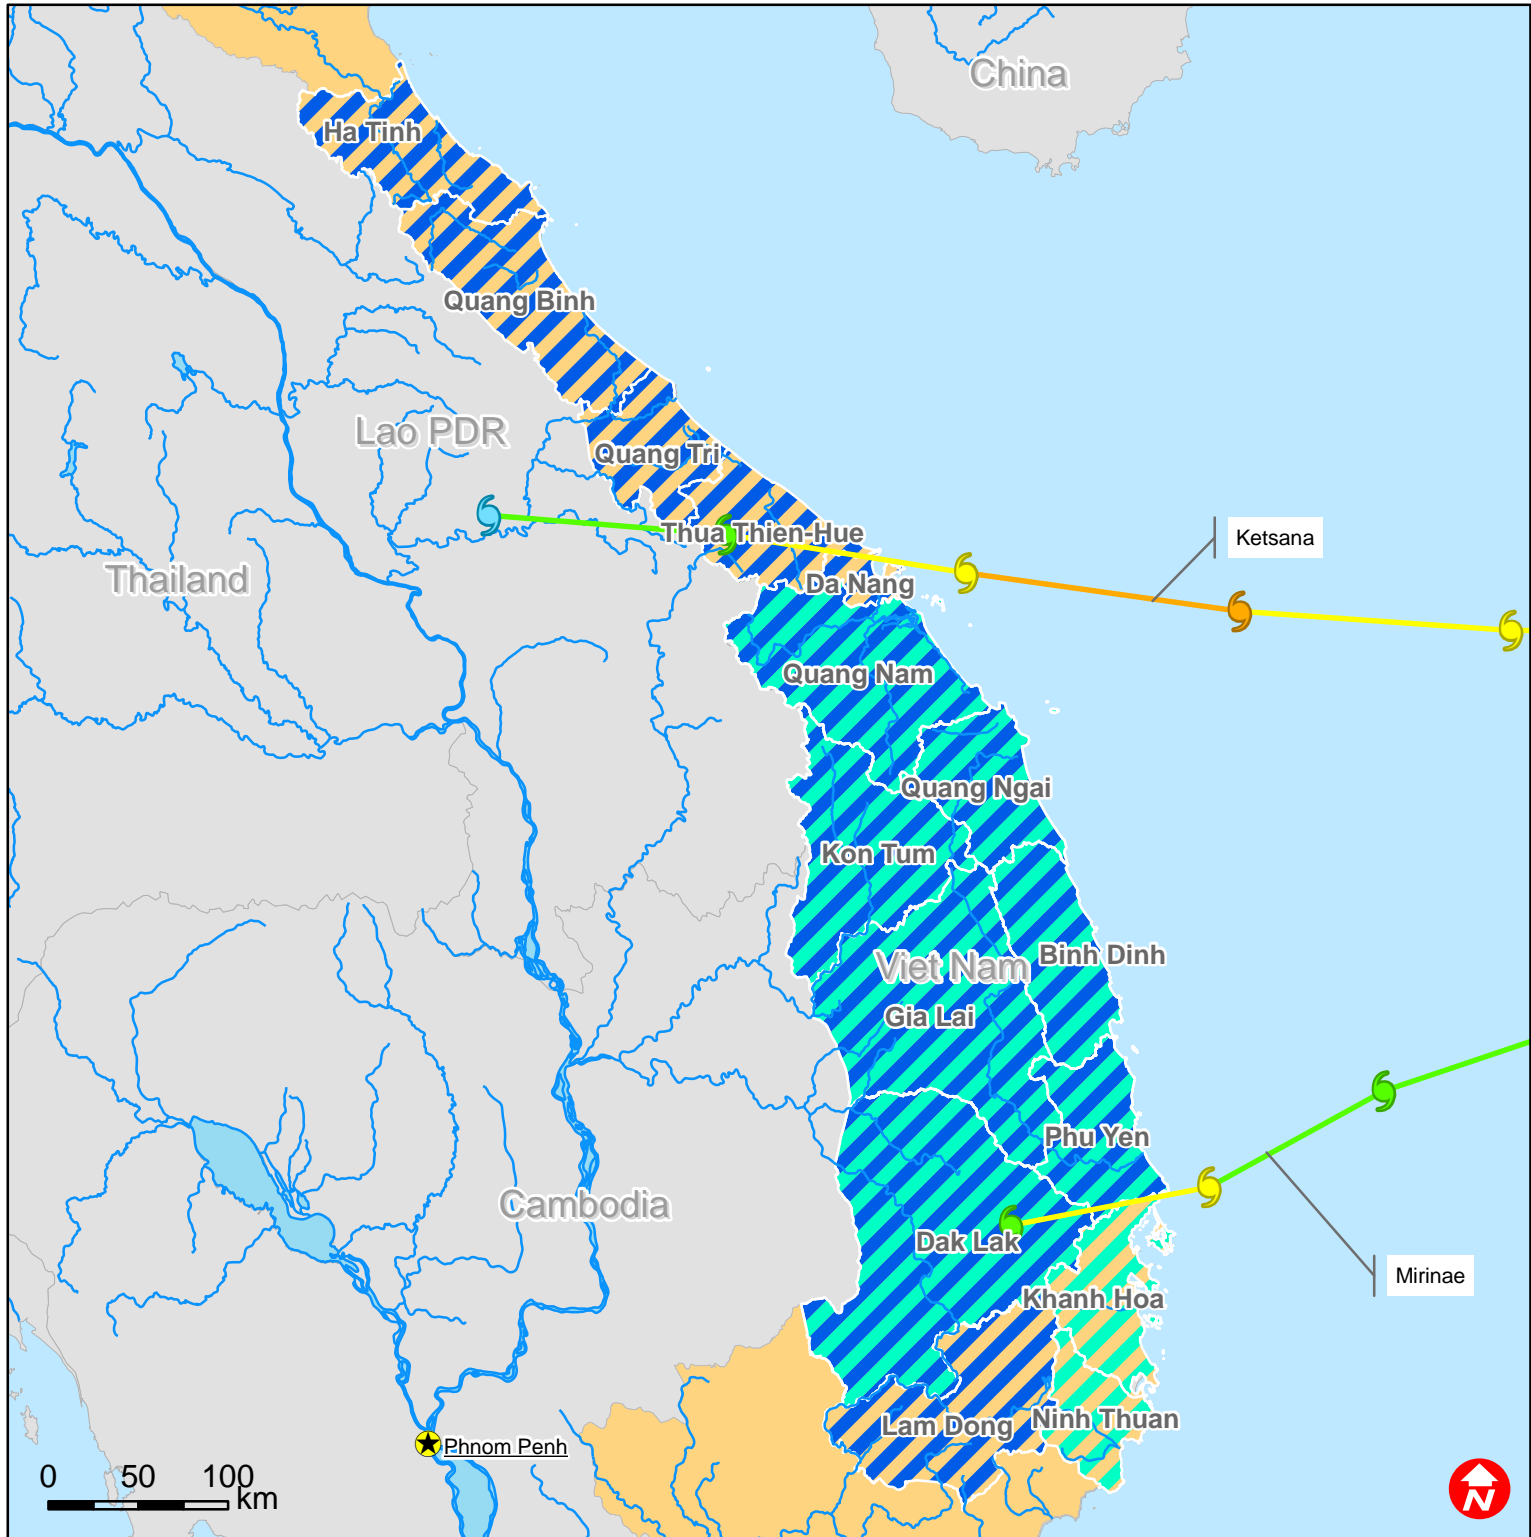 China
Ha Tinh
Quang Binh
Lao PDR
Quang Tri
Thua Thien-Hue
Ketsana
Thailand
Da Nang
Quang Nam
Quang Ngai
Kon Tum
Binh Dinh
Viet Nam
Gia Lai
Phu Yen
Cambodia
Dak Lak
Mirinae
Khanh Hoa
Ninh Thuan
Lam Dong
Phnom Penh
0 50 100
km
N